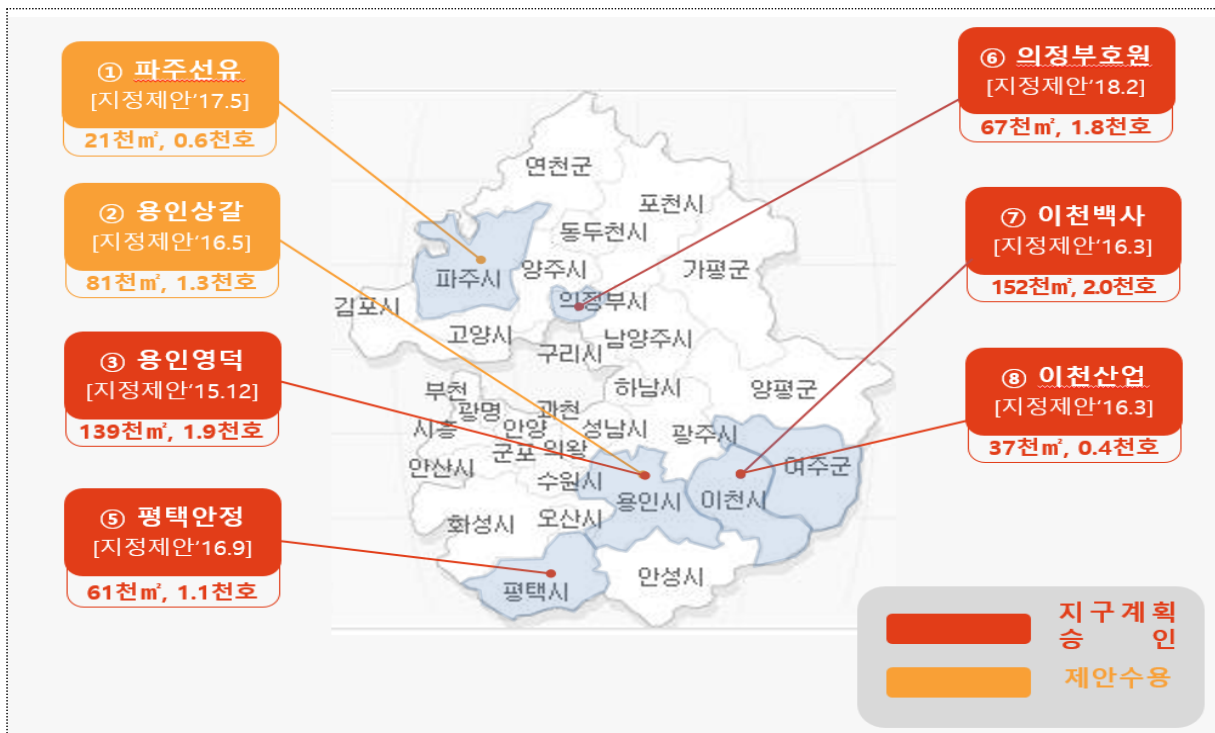 ① 파주선유
[지정제안‘17.5]
21천㎡, 0.6천호
② 용인상갈
[지정제안‘16.5]
81천㎡, 1.3천호
③ 용인영덕
[지정제안‘15.12]
139천㎡, 1.9천호
⑤ 평택안정
[지정제안‘16.9]
61천㎡, 1.1천호
연천군
포천시
동두천시
파주시
양주시
가평군
김포시
의정부시
고양시
구리시
남양주시
부천
하남시
양평군
광명
과천
시흥
안양
성남시
광주시
군포
의왕
안산시
수원시
여주군
용인시
이천시
화성시
오산시
평택시
안성시
⑥ 의정부호원
[지정제안‘18.2]
67천㎡, 1.8천호
⑦ 이천백사
[지정제안‘16.3]
152천㎡, 2.0천호
⑧ 이천산업
[지정제안‘16.3]
37천㎡, 0.4천호
지구계획
승 인
제안수용